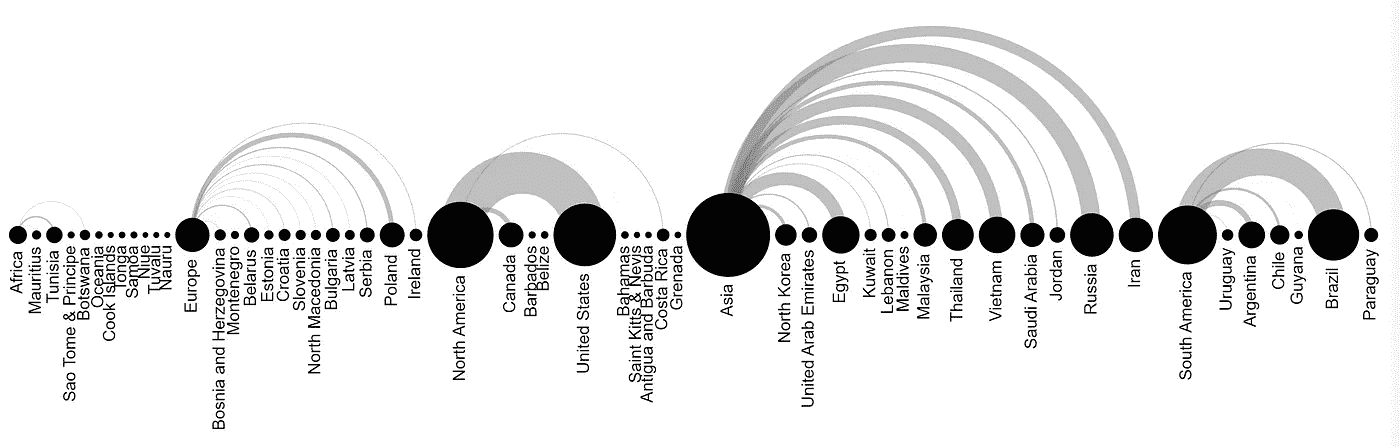 Africa
Mauritius
Tunisia
Sao Tome & Principe
Botswana
Oceania
Cook Islands
Tonga
Samoa
Niue
Tuvalu
Nauru
Europe
Bosnia and Herzegovina
Montenegro
Belarus
Estonia
Croatia
Slovenia
North Macedonia
Bulgaria
Latvia
Serbia
Poland
Ireland
North America
Canada
Barbados
Belize
United States
Bahamas
Saint Kitts & Nevis
Antigua and Barbuda
Costa Rica
Grenada
Asia
North Korea
United Arab Emirates
Egypt
Kuwait
Lebanon
Maldives
Malaysia
Thailand
Vietnam
Saudi Arabia
Jordan
Russia
Iran
South America
Uruguay
Argentina
Chile
Guyana
Brazil
Paraguay